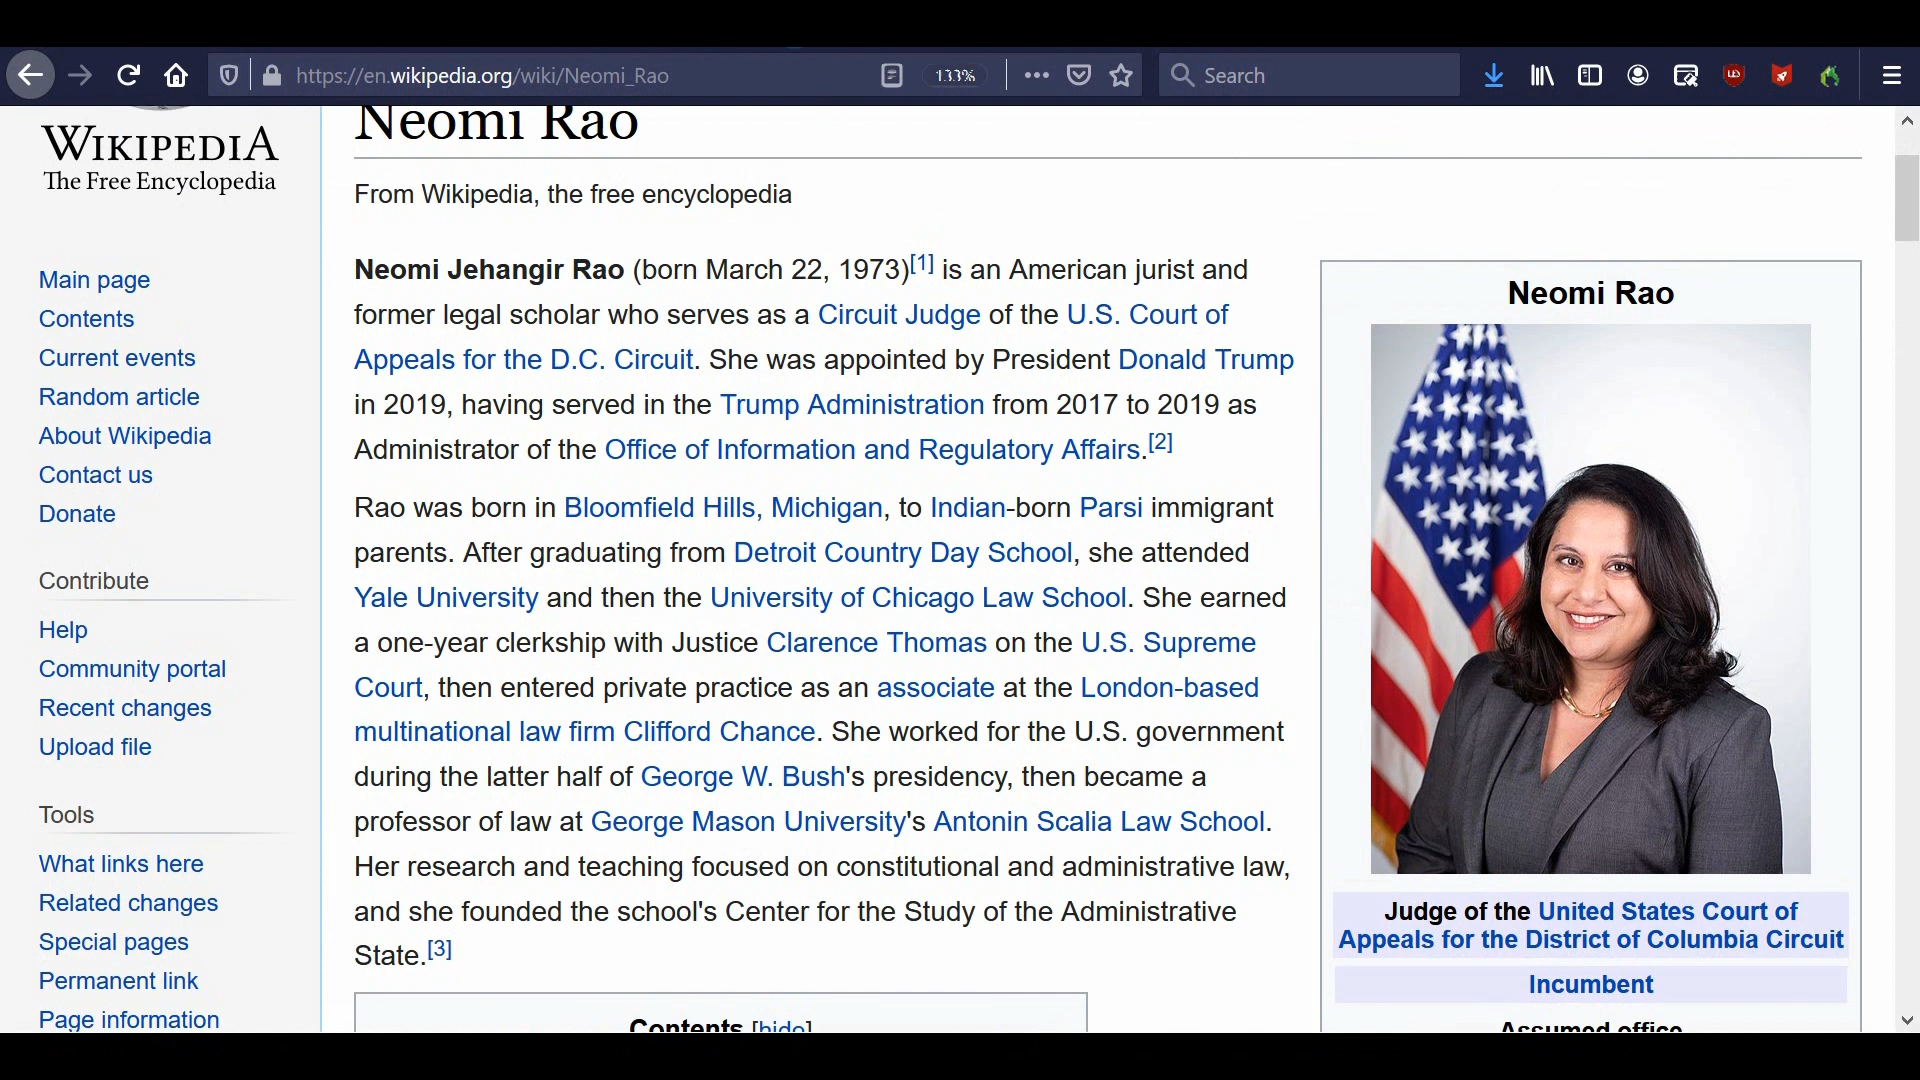 https://en.wikipedia.org/wiki/Neomi_Rao
133%
Search
Neomi Rao
WIKIPEDIA
The Free Encyclopedia
Main page
Contents
Current events
Random article
About Wikipedia
Contact us
Donate
Contribute
Help
Community portal
Recent changes
Upload file
Tools
What links here
Related changes
Special pages
Permanent link
Page information
From Wikipedia, the free encyclopedia
Neomi Jehangir Rao (born March 22, 1973)[1] is an American jurist and
former legal scholar who serves as a Circuit Judge of the U.S. Court of
Appeals for the D.C. Circuit. She was appointed by President Donald Trump
in 2019, having served in the Trump Administration from 2017 to 2019 as
Administrator of the Office of Information and Regulatory Affairs.[2]
Rao was born in Bloomfield Hills, Michigan, to Indian-born Parsi immigrant
parents. After graduating from Detroit Country Day School, she attended
Yale University and then the University of Chicago Law School. She earned
a one-year clerkship with Justice Clarence Thomas on the U.S. Supreme
Court, then entered private practice as an associate at the London-based
multinational law firm Clifford Chance. She worked for the U.S. government
during the latter half of George W. Bush's presidency, then became a
professor of law at George Mason University's Antonin Scalia Law School.
Her research and teaching focused on constitutional and administrative law,
and she founded the school's Center for the Study of the Administrative
State.[3]
Contents [hide]
Neomi Rao
Judge of the United States Court of
Appeals for the District of Columbia Circuit
Incumbent
Assumed office